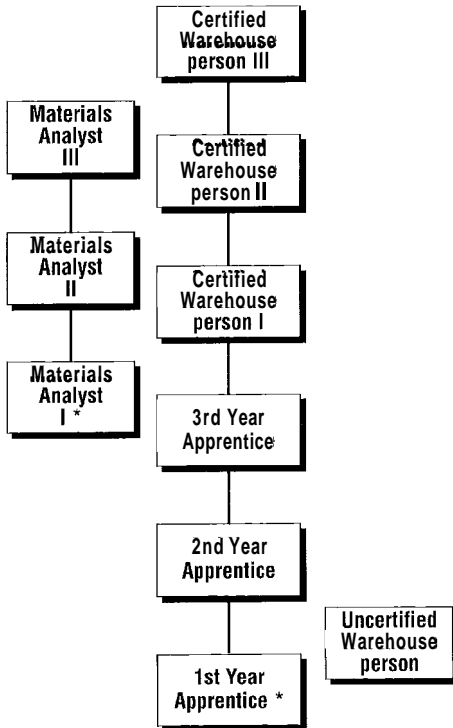 Certified
Warehouse
person III
Materials
Analyst
III
Certified
Warehouse
person II
Materials
Analyst
II
Certified
Warehouse
person I
Materials
Analyst
I *
3rd Year
Apprentice*
2nd Year
Apprentice
Uncertified
Warehouse
person
1st Year
Apprentice *